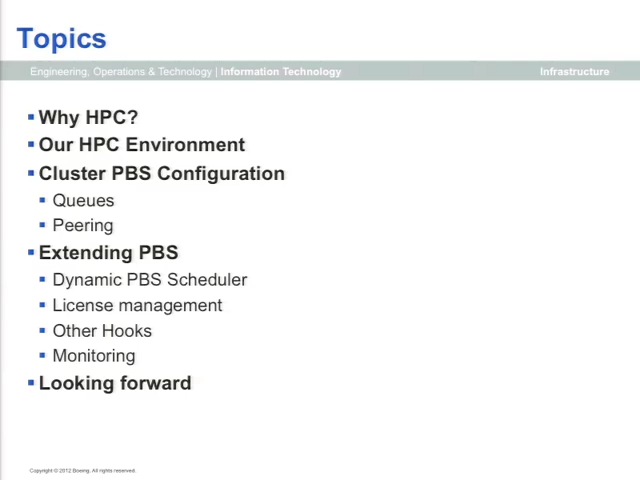 Topics
Engineering, Operations & Technology | Information Technology Infrastructure
Why HPC?
Our HPC Environment
Cluster PBS Configuration
Queues
Peering
Extending PBS
Dynamic PBS Scheduler
License management
Other Hooks
Monitoring
Looking forward
Copyright © 2012 Boeing. All rights reserved.